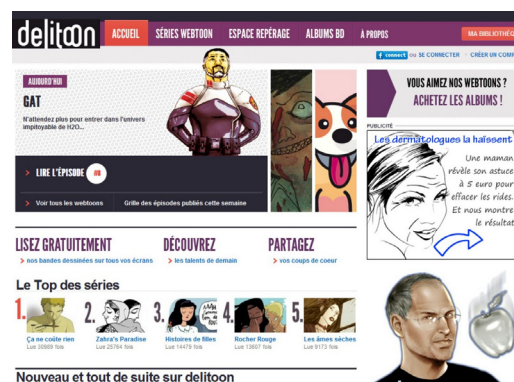 delitoon
ACCUEIL
SÉRIES WEBTOON
ESPACE REPÉRAGE
ALBUMS BD
À PROPOS
MA BIBLIOTHÈQ
f connect ou SE CONNECTER
CRÉER UN COM
AUJOURD'HUI
GAT
N'attendez plus pour entrer dans l'univers
impitoyable de H2O...
> LIRE L'ÉPISODE
> Voir tous les webtoons
Grille des épisodes publiés cette semaine
VOUS AIMEZ NOS WEBTOONS ?
ACHETEZ LES ALBUMS !
PUBLICITÉ
Les dermatologues la haïssent
Une maman
révèle son astuce
à 5 euro pour
effacer les rides.
Et nous montre
le résultat
LISEZ GRATUITEMENT
> nos bandes dessinées sur tous vos écrans
DÉCOUVREZ
> les talents de demain
PARTAGEZ
> vos coups de coeur
Le Top des séries
1.
Ça ne coûte rien
Lue 30989 fois
2.
Zahra's Paradise
Lue 25764 fois
3.
Histoires de filles
Lue 14479 fois
4.
Rocher Rouge
Lue 13607 fois
5.
Les âmes sèches
Lue 9173 fois
Nouveau et tout de suite sur delitoon